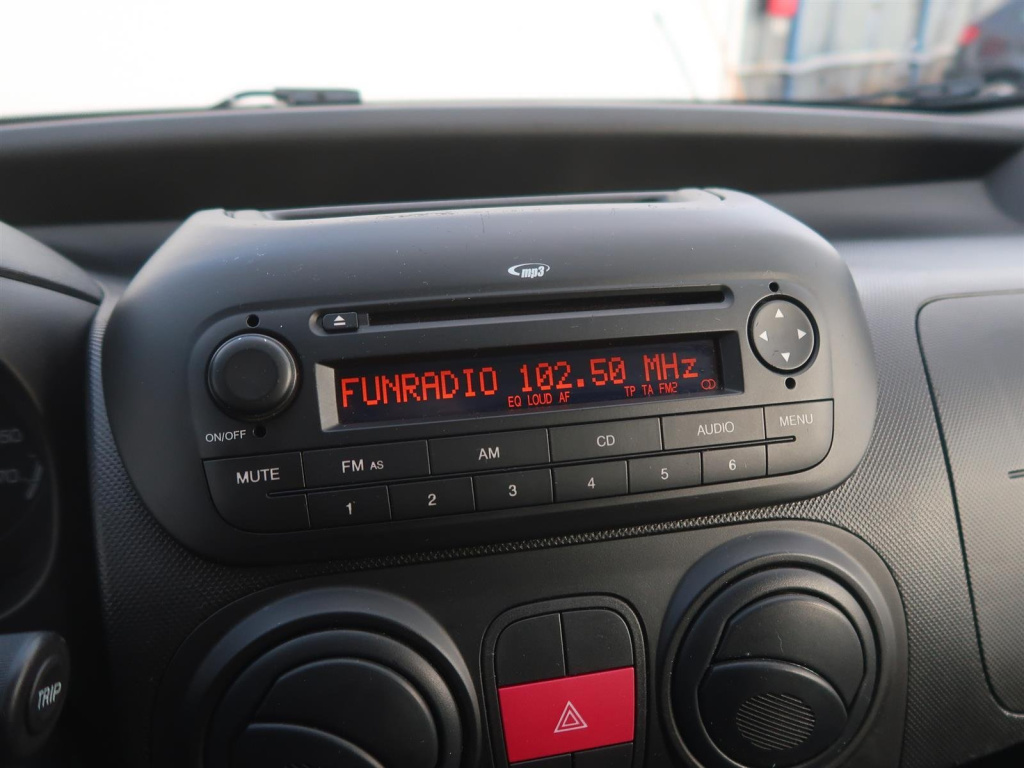 mp3
FUNRADIO 102.50 MHz
EQ LOUD AF TP TA FM2
ON/OFF
MUTE FM AS AM CD AUDIO MENU
1 2 3 4 5 6
TRIP